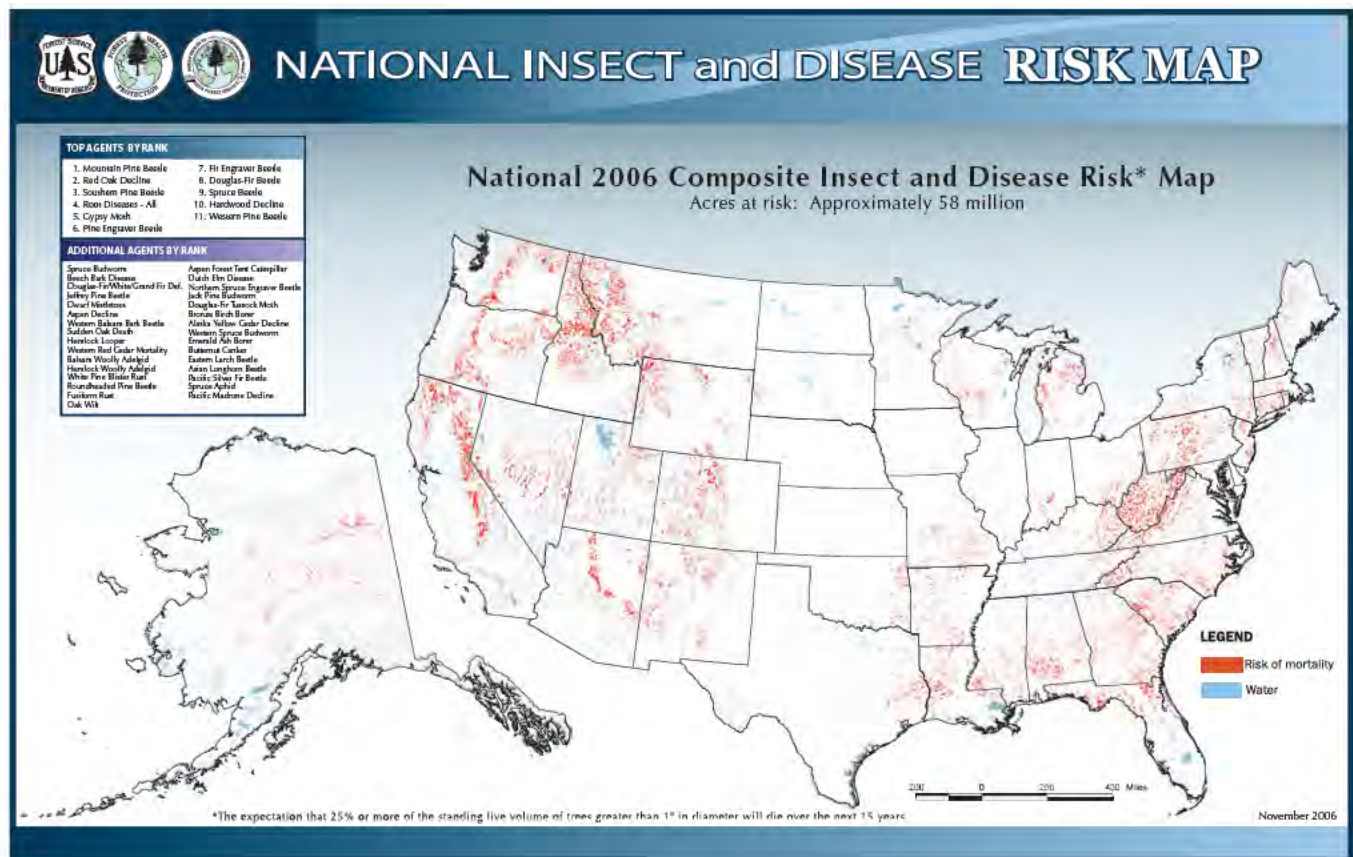 FOREST SERVICE
U S
DEPARTMENT OF AGRICULTURE
FOREST HEALTH
PROTECTION
NATIONAL INSECT and DISEASE RISK MAP
TOP AGENTS BY RANK
1. Mountain Pine Beetle
2. Red Oak Decline
3. Southern Pine Beetle
4. Root Diseases - All
5. Gypsy Moth
6. Pine Engraver Beetle
7. Fir Engraver Beetle
8. Douglas-Fir Beetle
9. Spruce Beetle
10. Hardwood Decline
11. Western Pine Beetle
ADDITIONAL AGENTS BY RANK
Spruce Budworm
Beech Bark Disease
Douglas-Fir/White/Grand Fir Def.
Jeffrey Pine Beetle
Dwarf Mistletoes
Aspen Decline
Western Balsam Bark Beetle
Sudden Oak Death
Hemlock Looper
Western Red Cedar Mortality
Balsam Woolly Adelgid
Hemlock Woolly Adelgid
White Pine Blister Rust
Roundheaded Pine Beetle
Fusiform Rust
Oak Wilt
Aspen Forest Tent Caterpillar
Dutch Elm Disease
Northern Spruce Engraver Beetle
Jack Pine Budworm
Douglas-Fir Tussock Moth
Bronze Birch Borer
Alaska Yellow Cedar Decline
Western Spruce Budworm
Emerald Ash Borer
Butternut Canker
Eastern Larch Beetle
Asian Longhorn Beetle
Pacific Silver Fir Beetle
Spruce Aphid
Pacific Madrone Decline
National 2006 Composite Insect and Disease Risk* Map
Acres at risk: Approximately 58 million
LEGEND
Risk of mortality
Water
200 0 200 400 Miles
*The expectation that 25% or more of the standing live volume of trees greater than 1" in diameter will die over the next 15 years
November 2006